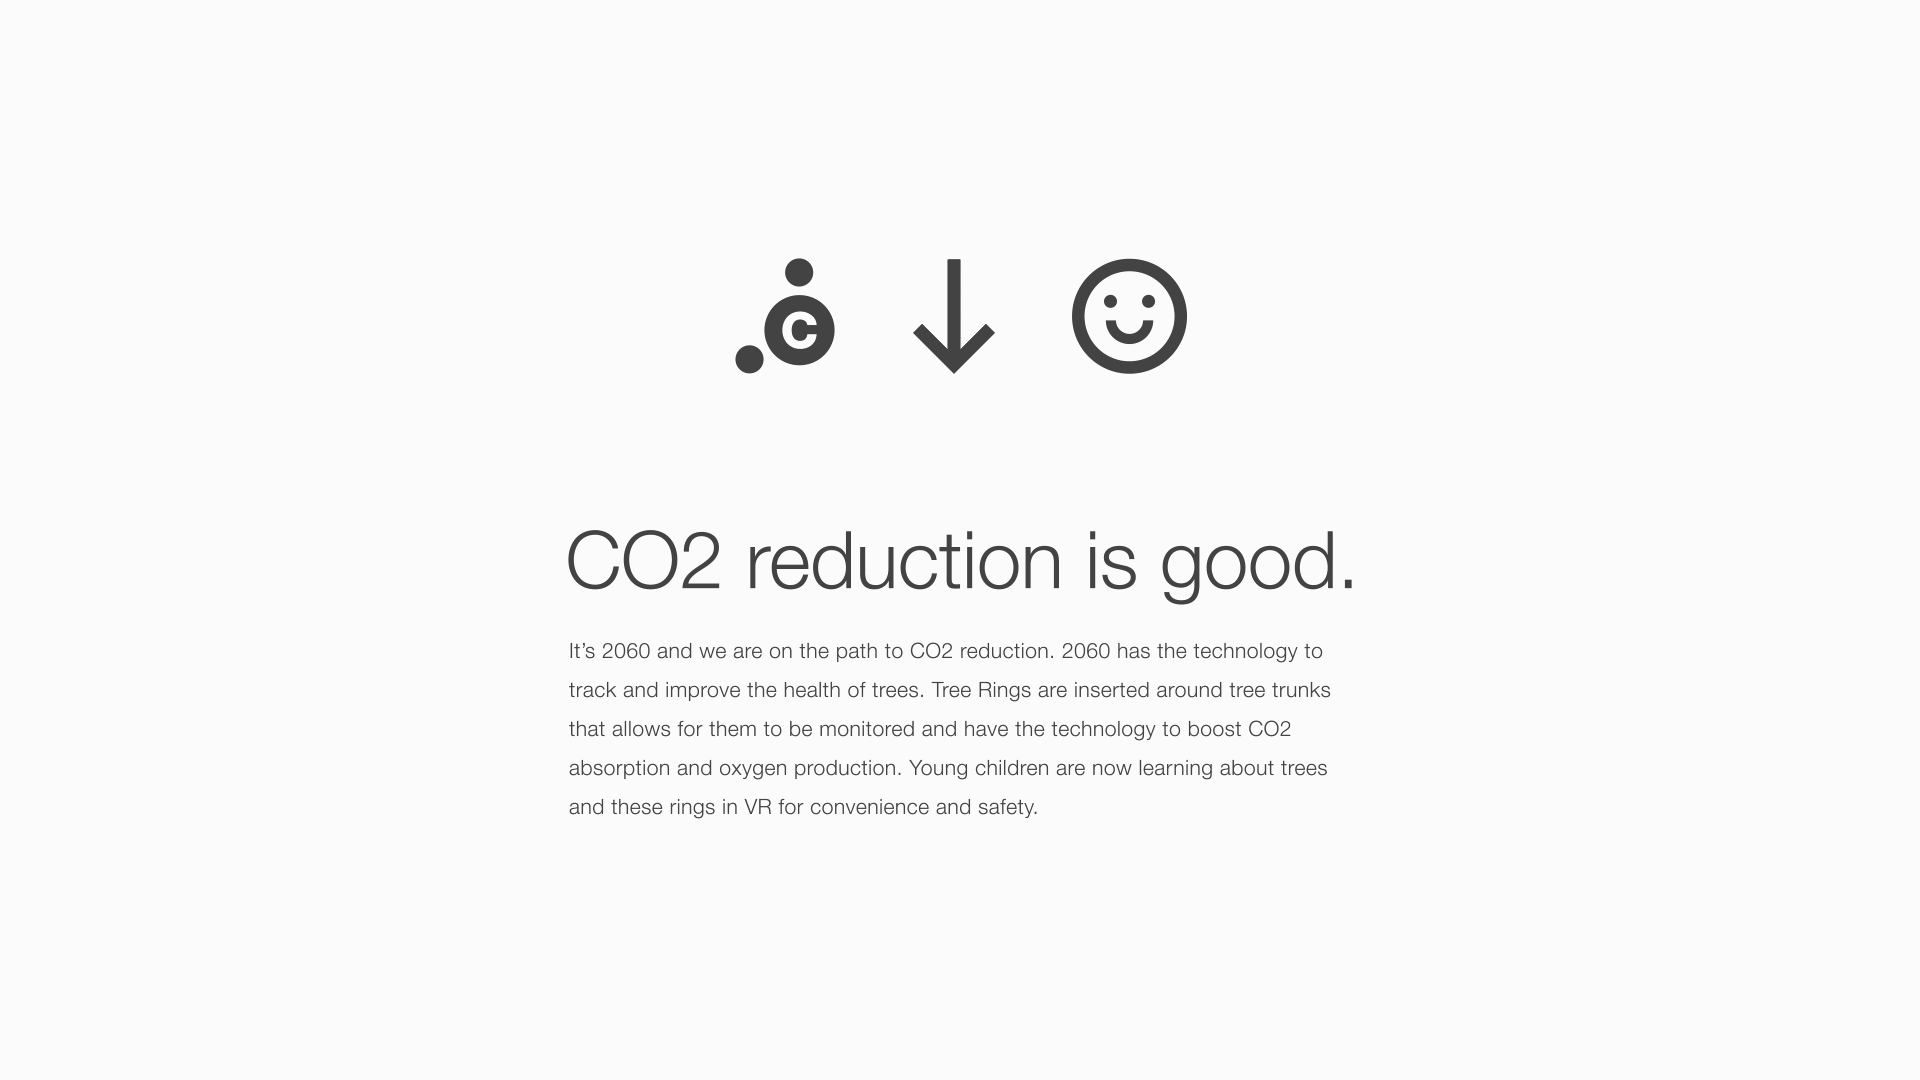 C
CO2 reduction is good.
It’s 2060 and we are on the path to CO2 reduction. 2060 has the technology to
track and improve the health of trees. Tree Rings are inserted around tree trunks
that allows for them to be monitored and have the technology to boost CO2
absorption and oxygen production. Young children are now learning about trees
and these rings in VR for convenience and safety.